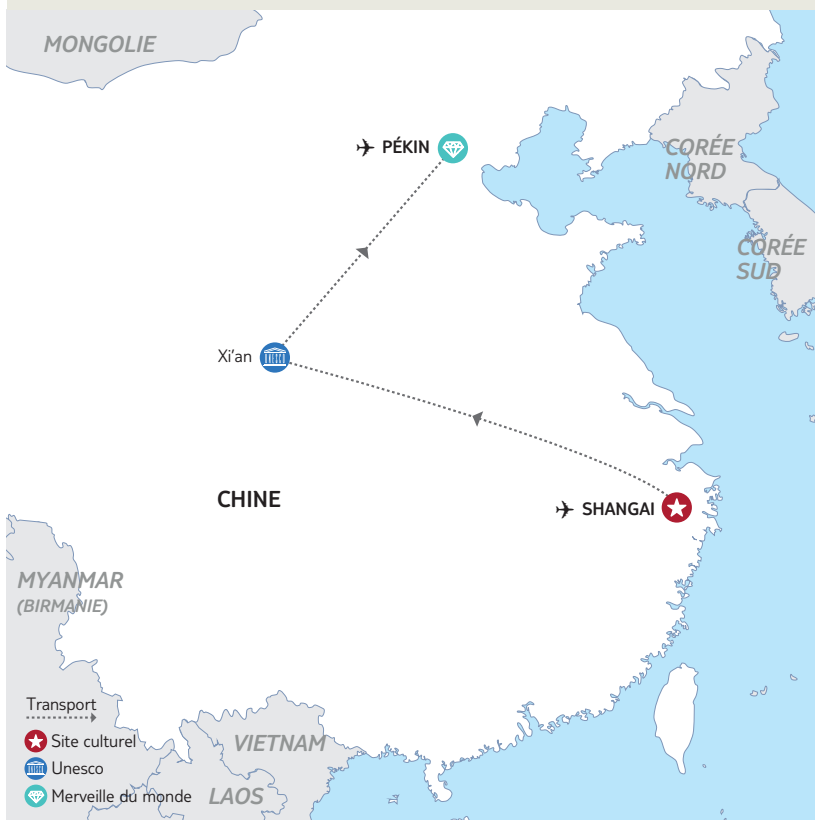 MONGOLIE
PÉKIN
CORÉE
NORD
CORÉE
SUD
Xi'an
UNESCO
CHINE
SHANGAI
MYANMAR
(BIRMANIE)
Transport
Site culturel
Unesco
Merveille du monde
VIETNAM
LAOS